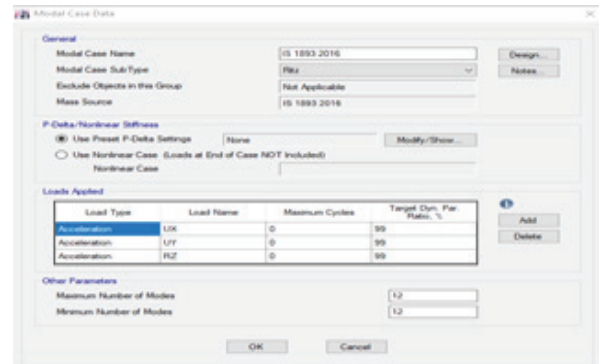 Modal Case Data
General
Modal Case Name IS 1893 2016 Design...
Modal Case SubType Ritz Notes...
Exclude Objects in this Group Not Applicable
Mass Source IS 1893 2016
P-Delta/Nonlinear Stiffness
Use Preset P-Delta Settings None Modify/Show...
Use Nonlinear Case (Loads at End of Case NOT Included)
Nonlinear Case
Loads Applied
Load Type Load Name Maximum Cycles Target Dyn. Par. Ratio, %
Acceleration UX 0 99 Add
Acceleration UY 0 99 Delete
Acceleration RZ 0 99
Other Parameters
Maximum Number of Modes 12
Minimum Number of Modes 12
OK Cancel